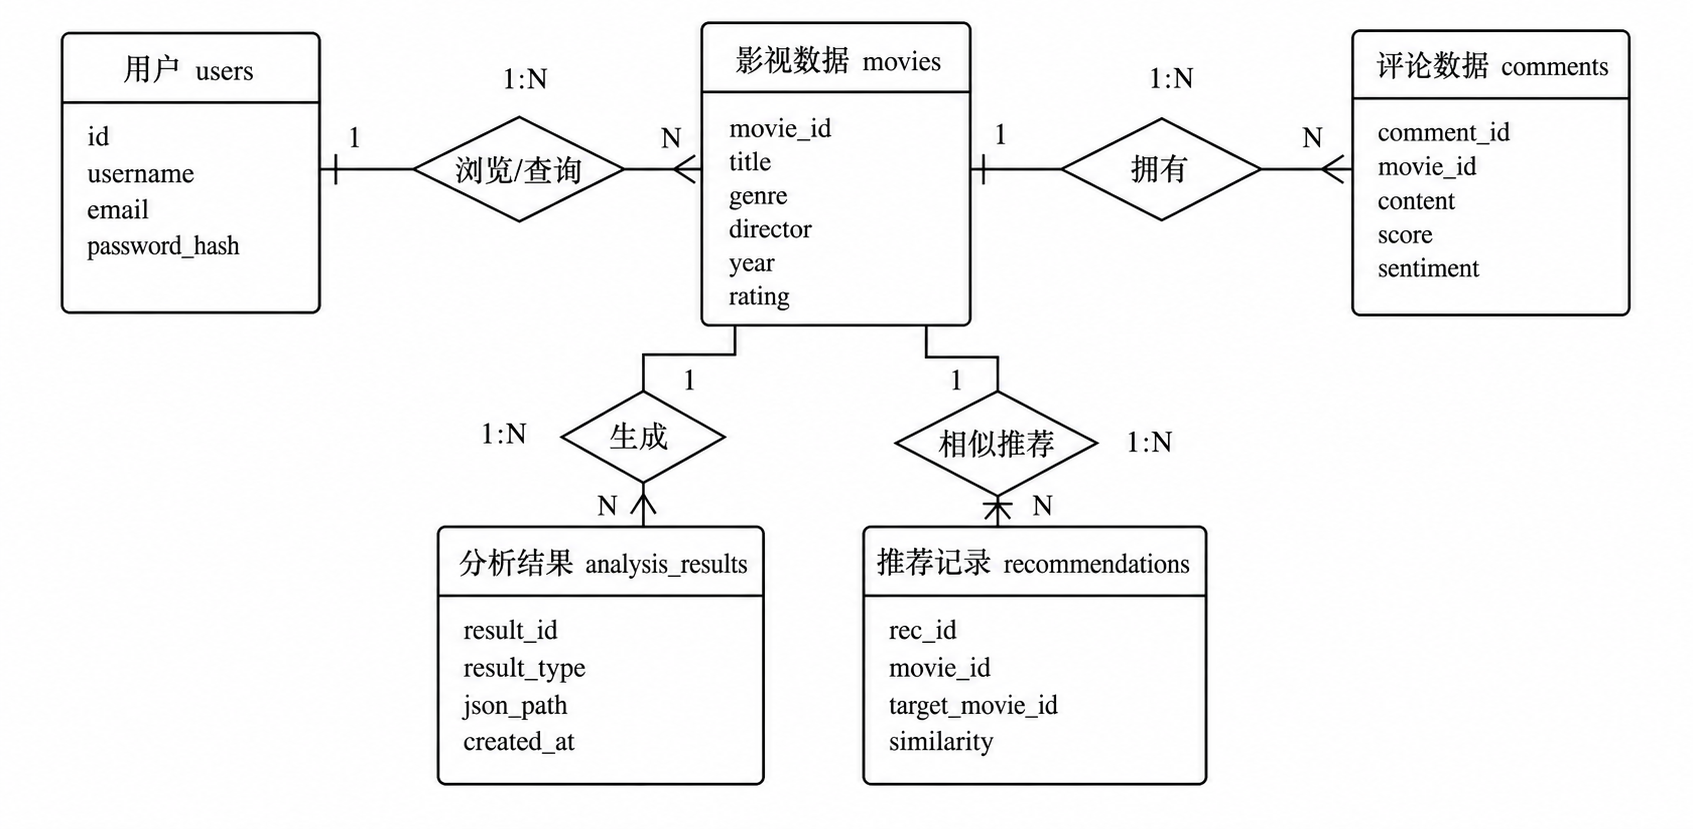 用户 users
id
username
email
password_hash
1
1:N
浏览/查询
N
影视数据 movies
movie_id
title
genre
director
year
rating
1
1:N
拥有
N
评论数据 comments
comment_id
movie_id
content
score
sentiment
1
1:N
生成
N
分析结果 analysis_results
result_id
result_type
json_path
created_at
1
相似推荐
1:N
N
推荐记录 recommendations
rec_id
movie_id
target_movie_id
similarity